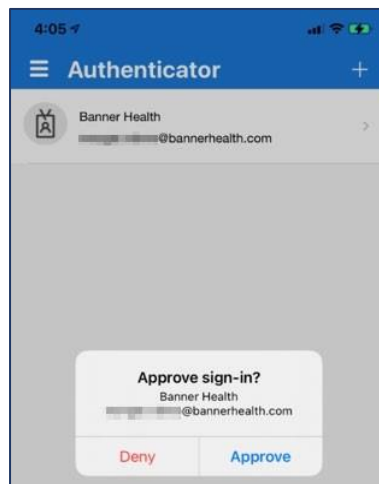 4:05
Authenticator
Banner Health
@bannerhealth.com
Approve sign-in?
Banner Health
@bannerhealth.com
Deny Approve